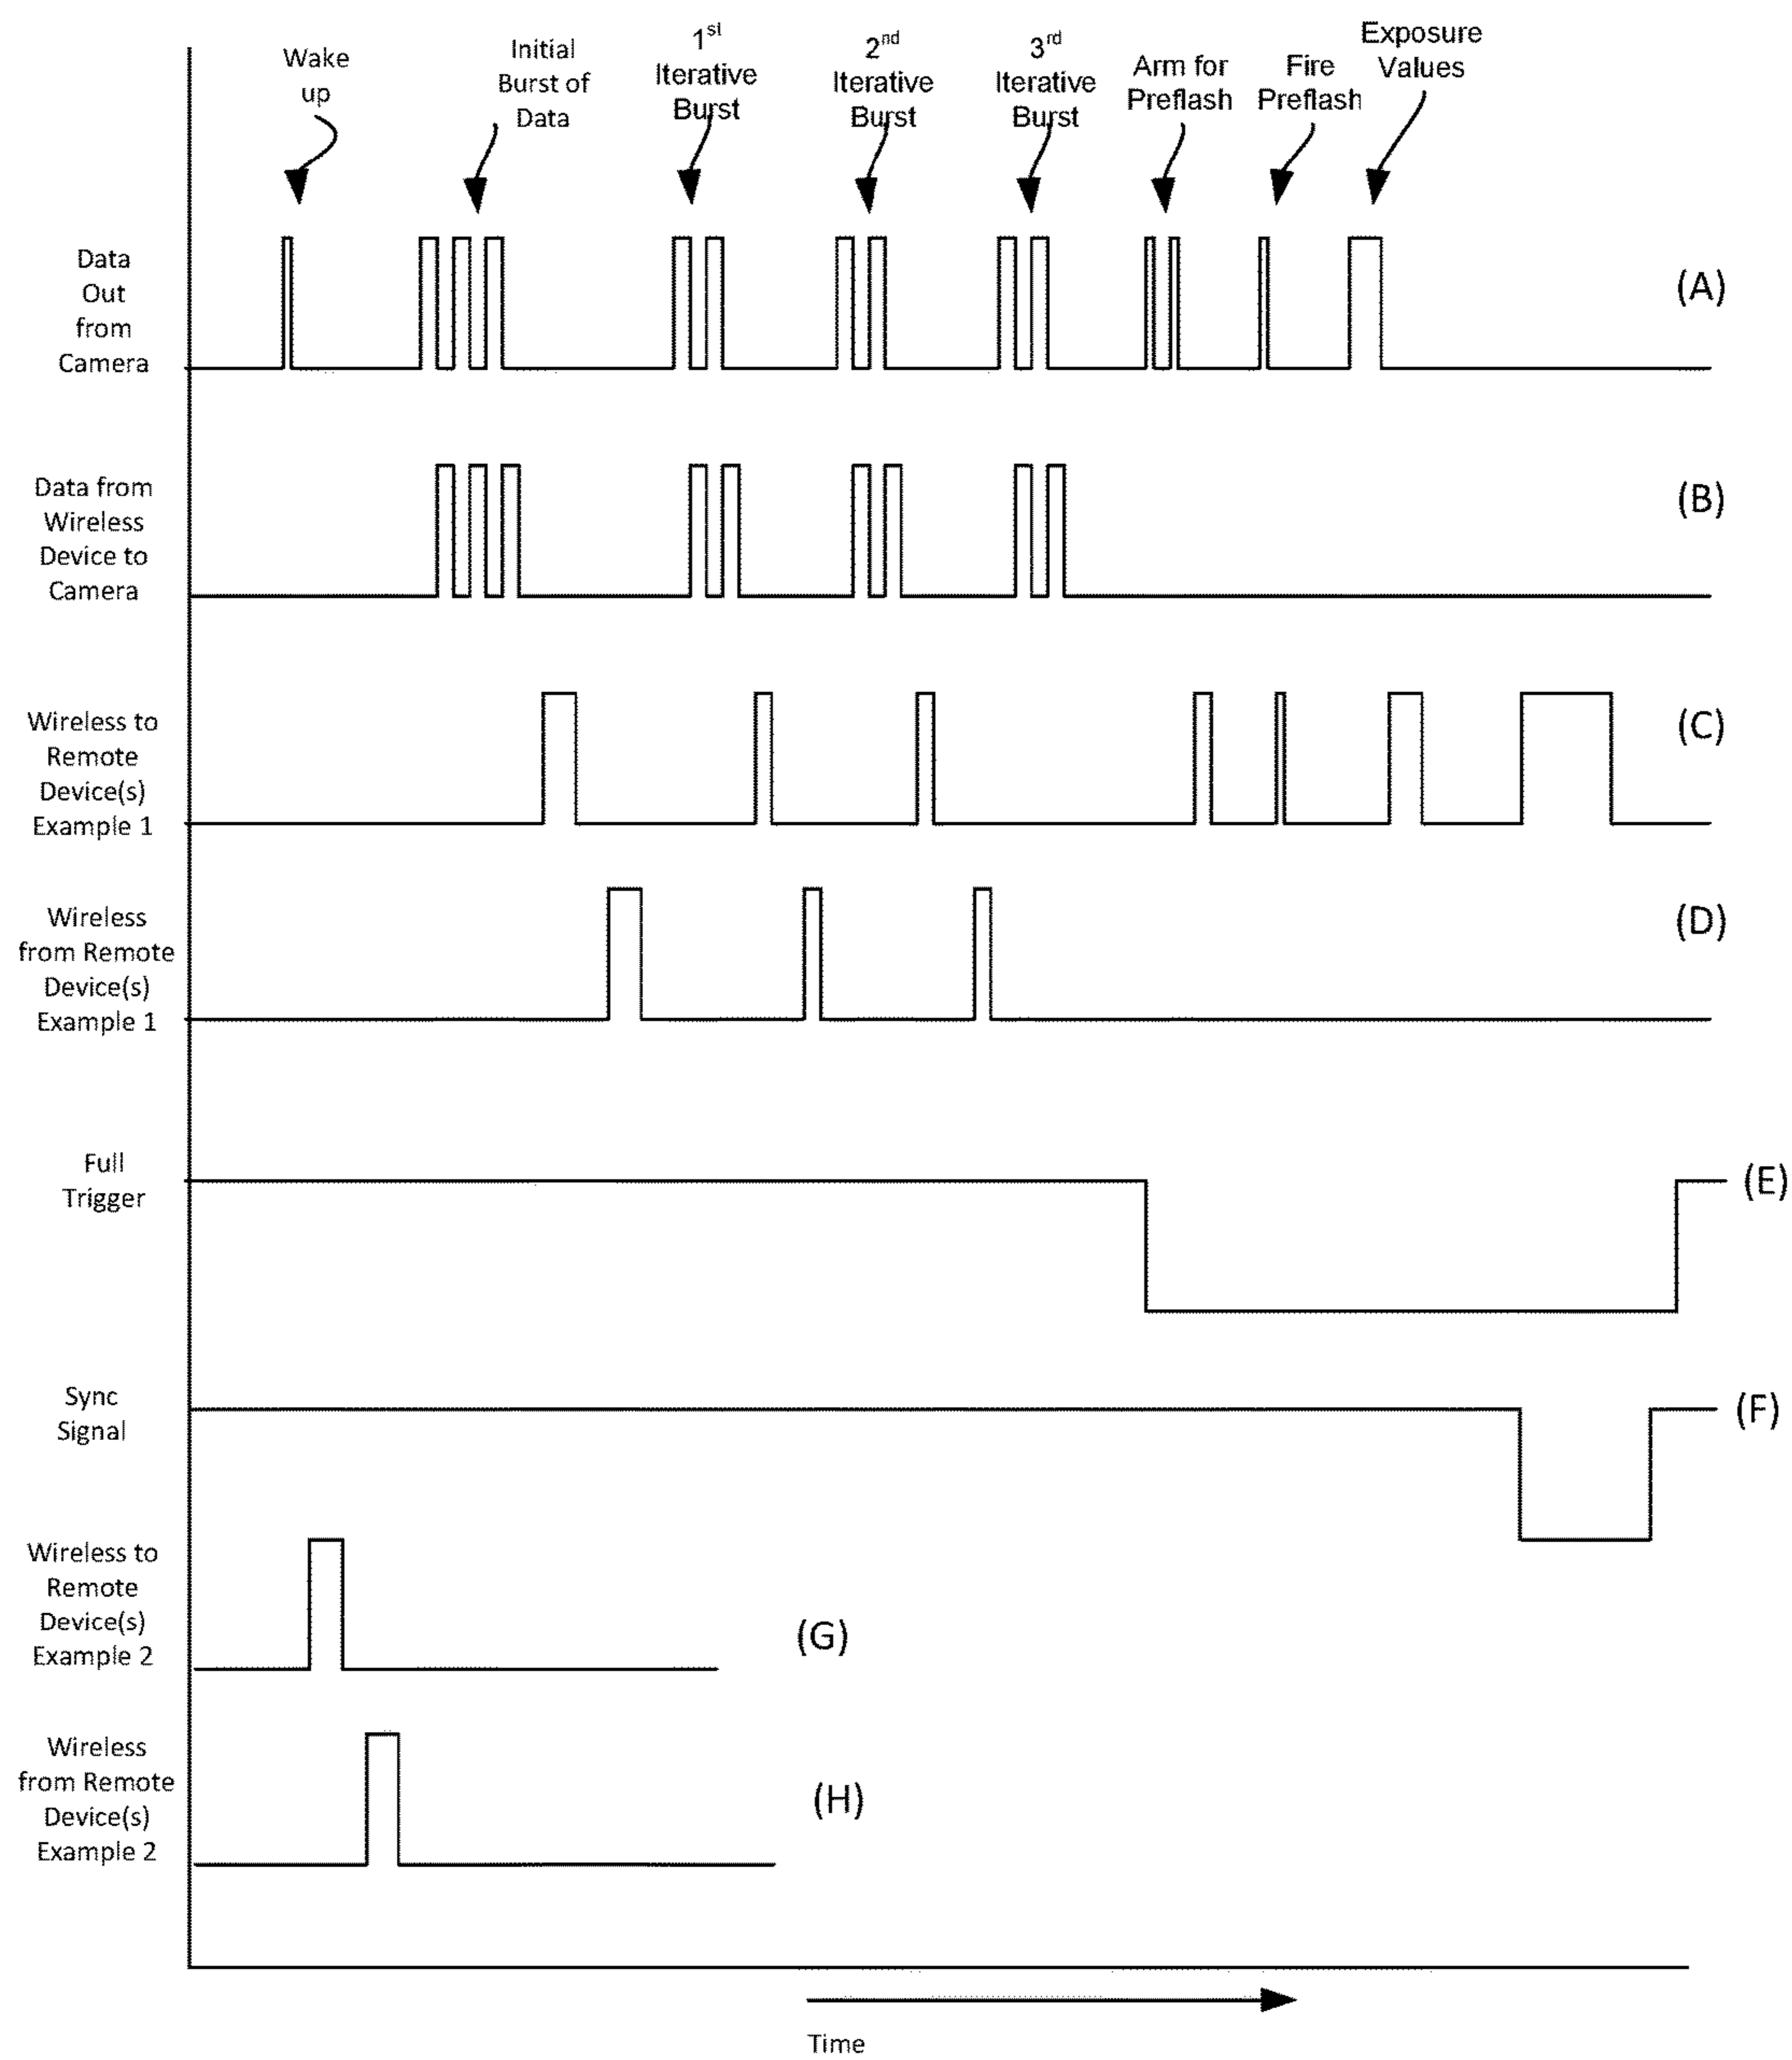 Wake
up
Initial
Burst of
Data
1st
Iterative
Burst
2nd
Iterative
Burst
3rd
Iterative
Burst
Arm for
Preflash
Fire
Preflash
Exposure
Values
Data
Out
from
Camera
(A)
Data from
Wireless
Device to
Camera
(B)
Wireless to
Remote
Device(s)
Example 1
(C)
Wireless
from Remote
Device(s)
Example 1
(D)
Full
Trigger
(E)
Sync
Signal
(F)
Wireless to
Remote
Device(s)
Example 2
(G)
Wireless
from Remote
Device(s)
Example 2
(H)
Time